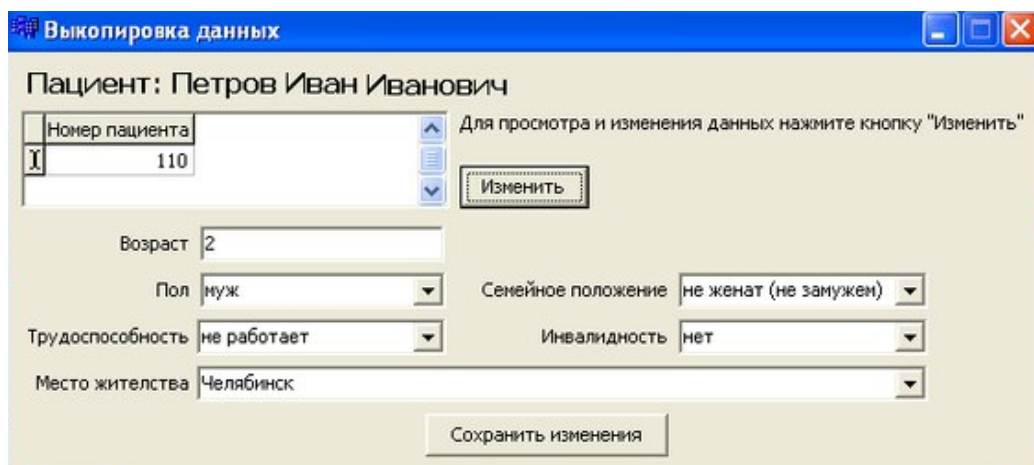 Выкопировка данных
Пациент: Петров Иван Иванович
Номер пациента
110
Для просмотра и изменения данных нажмите кнопку "Изменить"
Изменить
Возраст 2
Пол муж Семейное положение не женат (не замужем)
Трудоспособность не работает Инвалидность нет
Место жителства Челябинск
Сохранить изменения